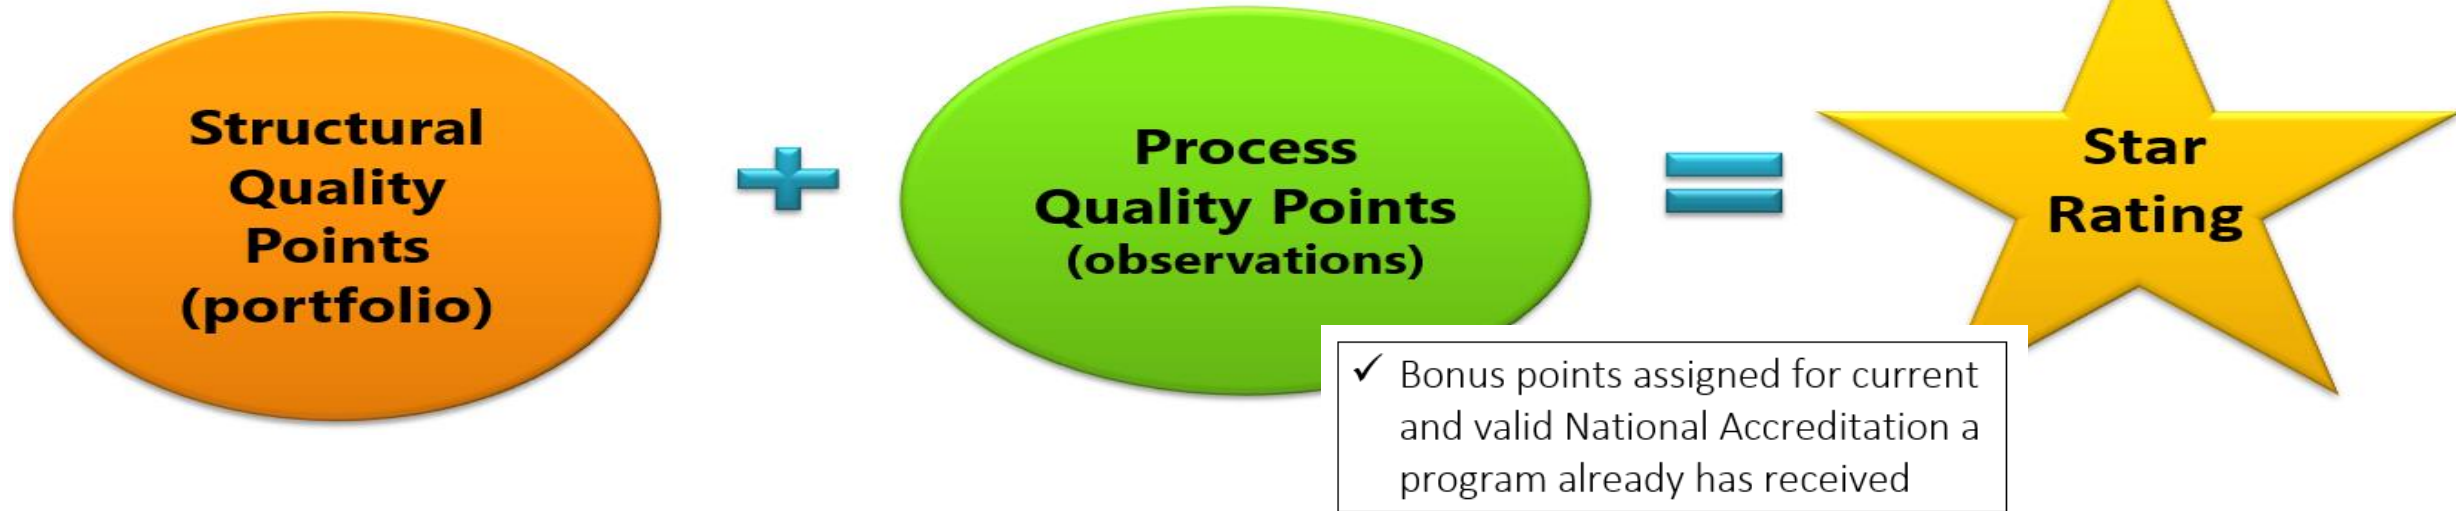 Structural
Quality
Points
(portfolio)
Process
Quality Points
(observations)
Star
Rating
✓ Bonus points assigned for current
and valid National Accreditation a
program already has received